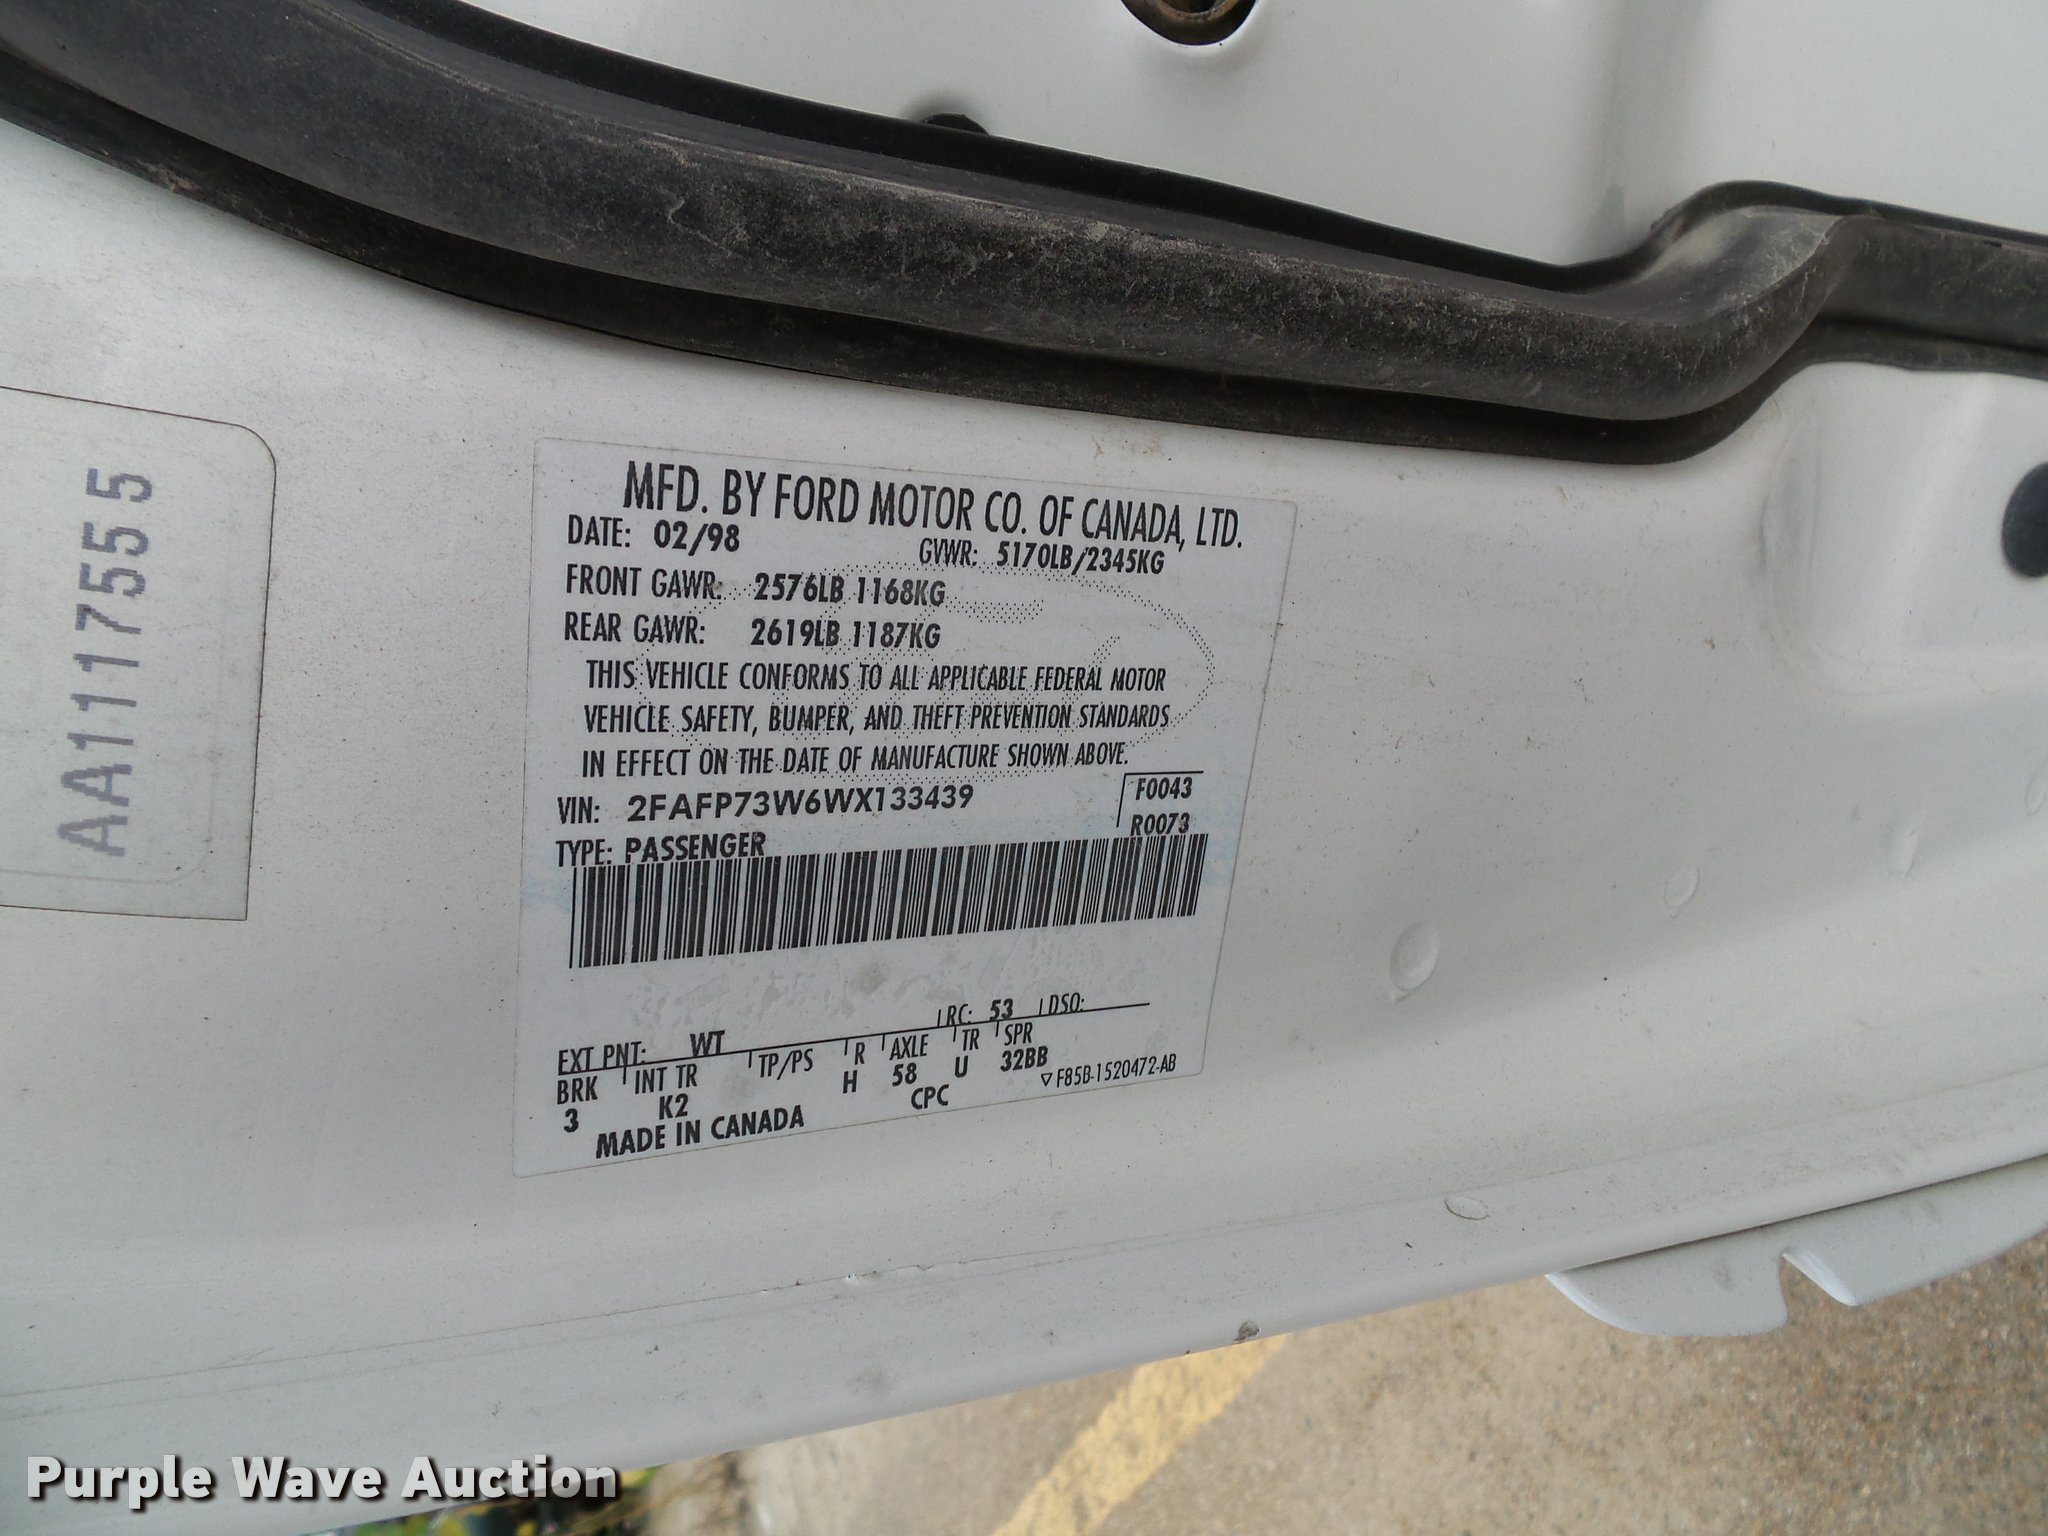 AA1117555
MFD. BY FORD MOTOR CO. OF CANADA, LTD.
DATE: 02/98 GVWR: 5170LB/2345KG
FRONT GAWR: 2576LB 1168KG
REAR GAWR: 2619LB 1187KG
THIS VEHICLE CONFORMS TO ALL APPLICABLE FEDERAL MOTOR
VEHICLE SAFETY, BUMPER, AND THEFT PREVENTION STANDARDS
IN EFFECT ON THE DATE OF MANUFACTURE SHOWN ABOVE.
VIN: 2FAFP73W6WX133439 F0043
TYPE: PASSENGER R0073
EXT PNT: WT RC: 53 DSO:
BRK INT TR TP/PS R AXLE TR SPR
3 K2 H 58 U 32BB
MADE IN CANADA CPC ▽F85B-1520472-AB
Purple Wave Auction